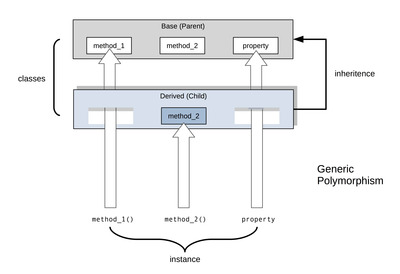 Base (Parent)
method_1
method_2
property
classes
inheritence
Derived (Child)
method_2
Generic
Polymorphism
method_1()
method_2()
property
instance